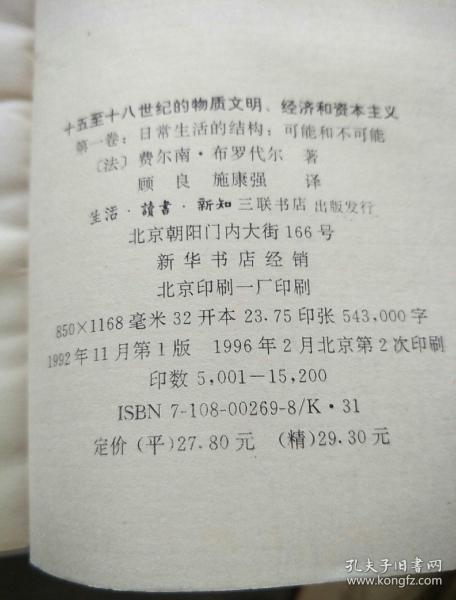 十五至十八世纪的物质文明、经济和资本主义
第一卷：日常生活的结构：可能和不可能
〔法〕费尔南·布罗代尔 著
顾良 施康强 译
生活·讀書·新知三联书店 出版发行
北京朝阳门内大街166号
新华书店经销
北京印刷一厂印刷
850×1168毫米32开本23.75印张543,000字
1992年11月第1版 1996年2月北京第2次印刷
印数5,001—15,200
ISBN 7-108-00269-8/K·31
定价(平)27.80元 (精)29.30元
孔夫子旧书网
kongfz.com